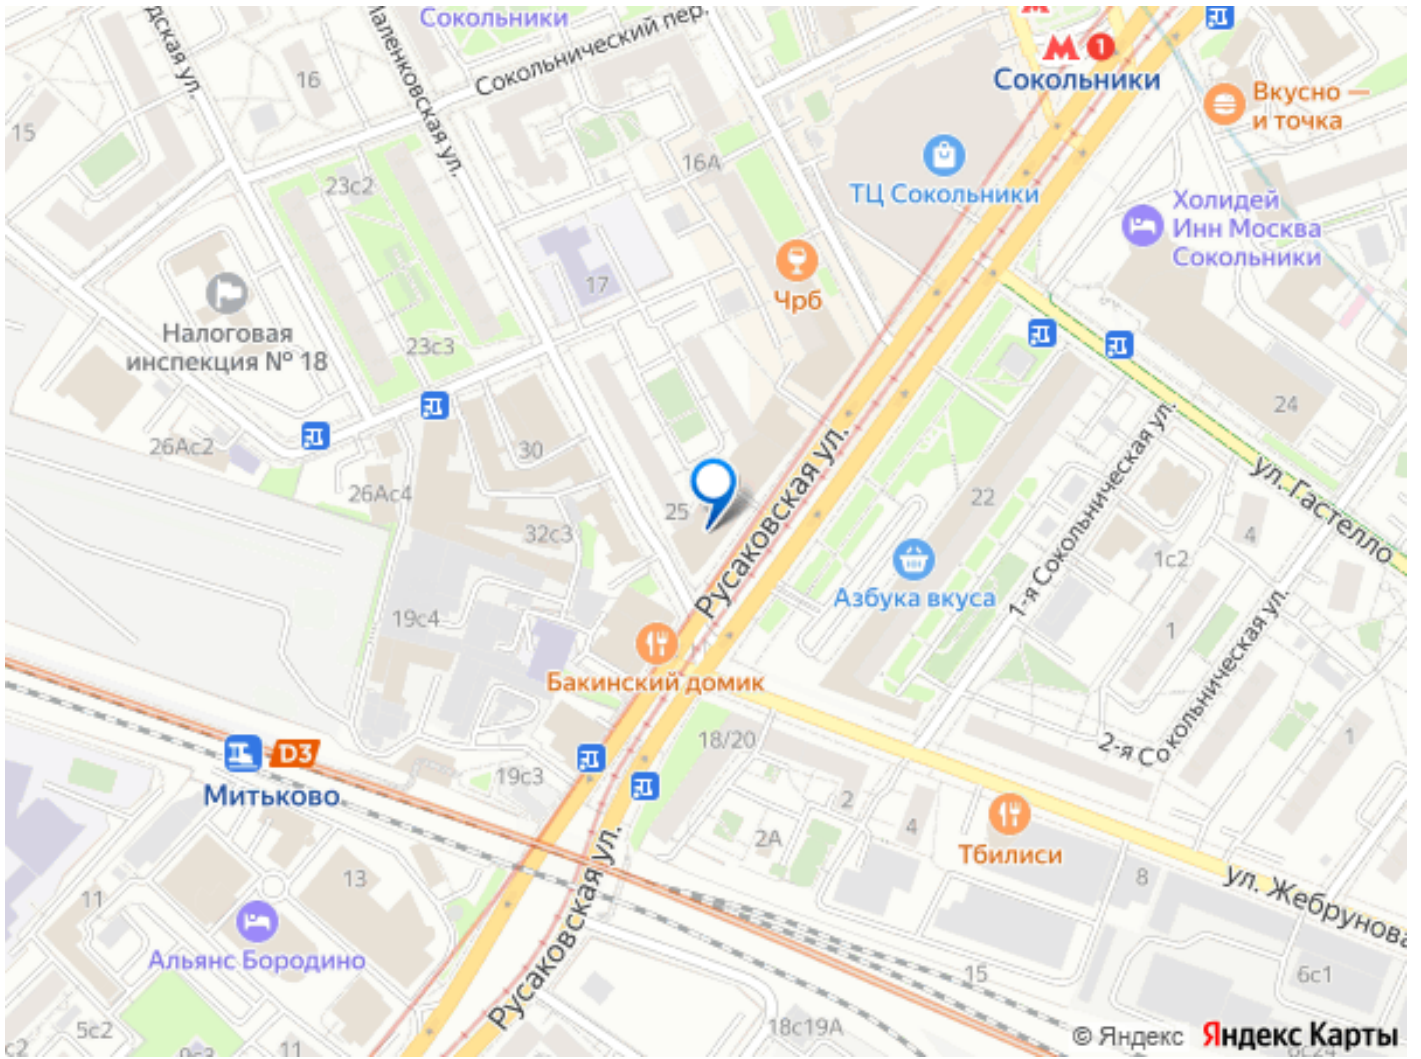 Сокольники
Сокольнический пер.
Маленковская ул.
дская ул.
16
15
М 1
Сокольники
Вкусно —
и точка
16А
ТЦ Сокольники
Холидей
Инн Москва
Сокольники
23с2
17
Чрб
Налоговая
инспекция № 18
23с3
24
26Ас2
30
26Ас4
25
32с3
22
Русаковская ул.
1-я Сокольническая ул.
ул. Гастелло
4
1с2
Азбука вкуса
19с4
1
Бакинский домик
2-я Сокольническая ул.
18/20
1
D3
Митьково
19с3
2
4
2А
Тбилиси
8
ул. Жебрунова
13
11
Русаковская ул.
Альянс Бородино
15
6с1
5с2
18с19А
11
© Яндекс Яндекс Карты